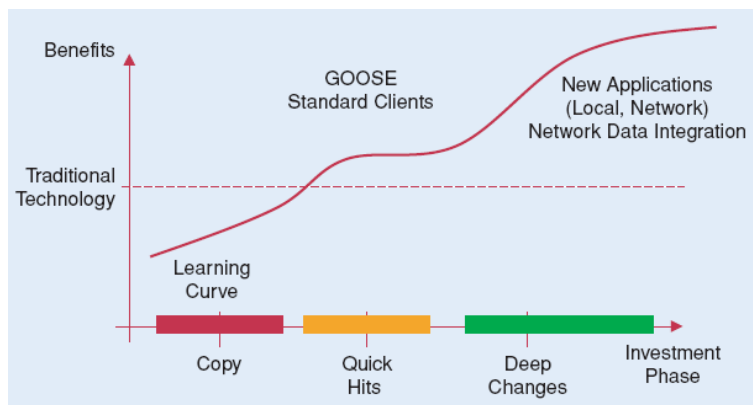 Benefits
GOOSE
Standard Clients
New Applications
(Local, Network)
Network Data Integration
Traditional
Technology
Learning
Curve
Copy
Quick
Hits
Deep
Changes
Investment
Phase